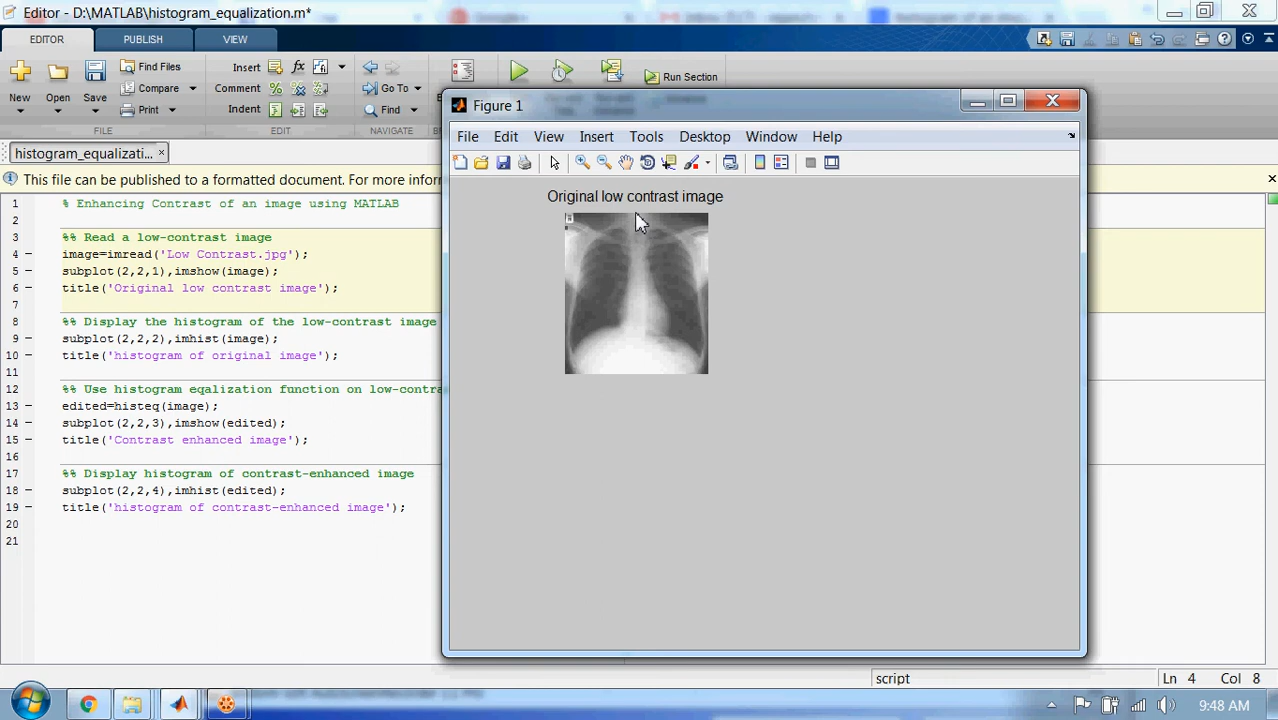 Editor - D:\MATLAB\histogram_equalization.m*
EDITOR PUBLISH VIEW
New Open Save
Find Files
Compare
Print
Insert
Comment
Indent
Go To
Find
Run Section
FILE EDIT NAVIGATE
histogram_equalizati... ×
This file can be published to a formatted document. For more
1 % Enhancing Contrast of an image using MATLAB
2
3 %% Read a low-contrast image
4 image=imread('Low Contrast.jpg');
5 subplot(2,2,1),imshow(image);
6 title('Original low contrast image');
7
8 %% Display the histogram of the low-contrast image
9 subplot(2,2,2),imhist(image);
10 title('histogram of original image');
11
12 %% Use histogram eqalization function on
13 edited=histeq(image);
14 subplot(2,2,3),imshow(edited);
15 title('Contrast enhanced image');
16
17 %% Display histogram of contrast-enhanced image
18 subplot(2,2,4),imhist(edited);
19 title('histogram of contrast-enhanced image');
20
21
Figure 1
File Edit View Insert Tools Desktop Window Help
Original low contrast image
script Ln 4 Col 8
9:48 AM